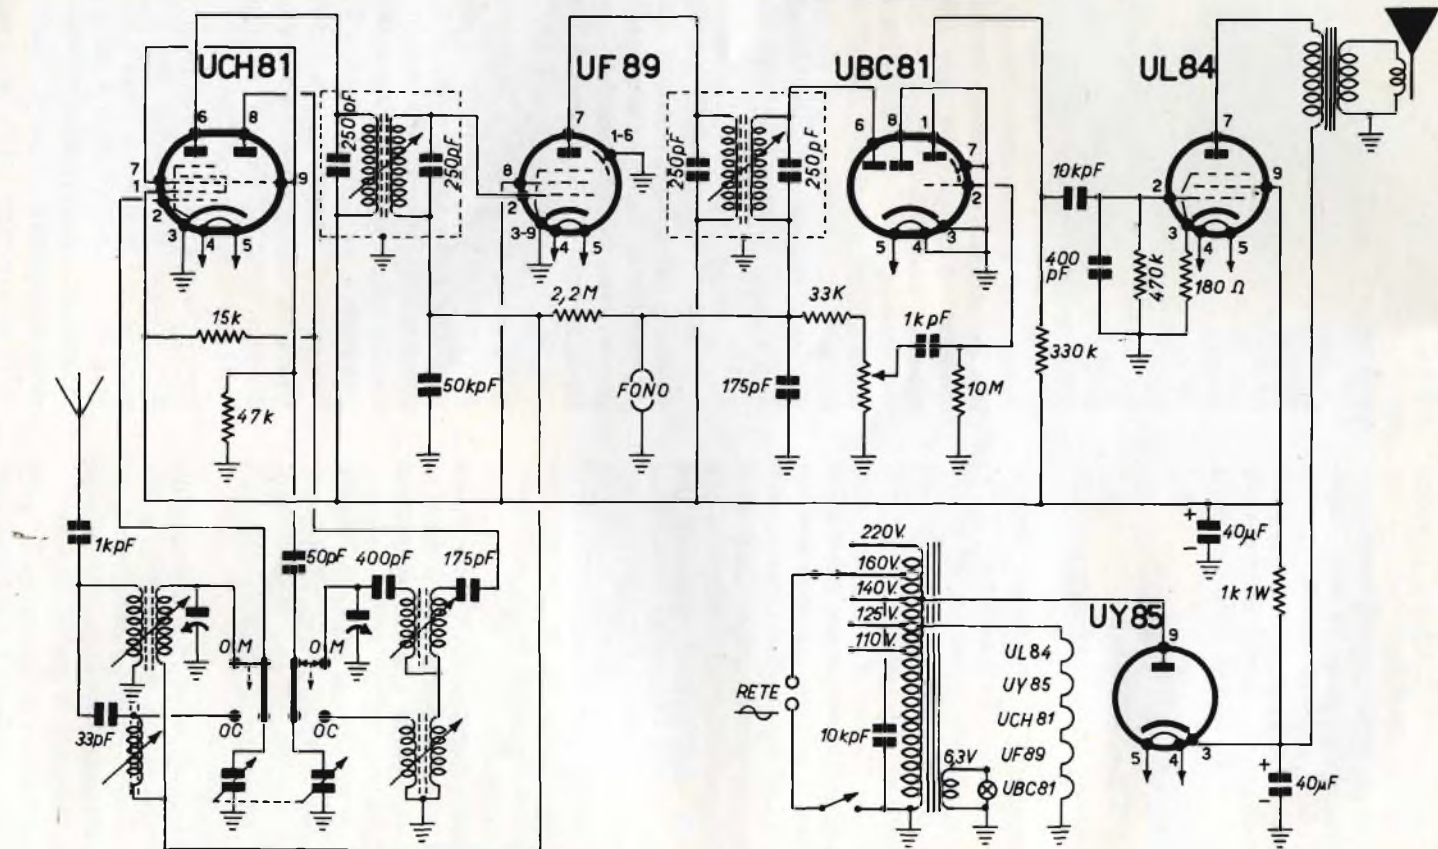 UCH81
UF 89
UBC81
UL84
6
8
7
1
2
3
4
5
9
250pF
250pF
7
1-6
8
2
3-9
4
5
250pF
250pF
6
8
1
7
2
5
4
3
10kpF
400
pF
470k
180 Ω
7
2
9
3
4
5
15k
47k
50kpF
2,2M
FONO
175pF
33K
1kpF
10M
330k
1kpF
33pF
OM
OC
50pF
400pF
175pF
OM
OC
220V.
160V.
140V.
125V.
110V.
RETE
10kpF
6,3V
UL84
UY85
UCH81
UF89
UBC81
UY85
9
5
4
3
+
-
40µF
1k 1W
+
-
40µF